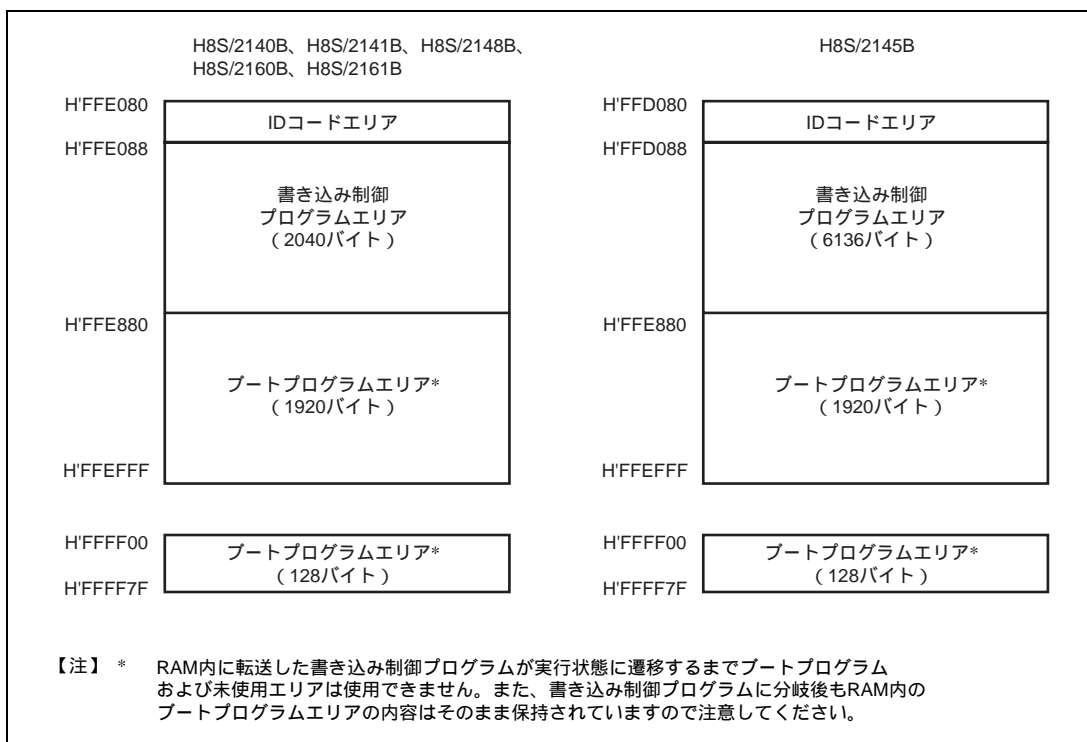 H8S/2140B、H8S/2141B、H8S/2148B、
H8S/2160B、H8S/2161B
H'FFE080
IDコードエリア
H'FFE088
書き込み制御
プログラムエリア
（2040バイト）
H'FFE880
ブートプログラムエリア*
（1920バイト）
H'FFEFFF
H'FFFF00
ブートプログラムエリア*
（128バイト）
H'FFFF7F
H8S/2145B
H'FFD080
IDコードエリア
H'FFD088
書き込み制御
プログラムエリア
（6136バイト）
H'FFE880
ブートプログラムエリア*
（1920バイト）
H'FFEFFF
H'FFFF00
ブートプログラムエリア*
（128バイト）
H'FFFF7F
【注】 * RAM内に転送した書き込み制御プログラムが実行状態に遷移するまでブートプログラム
および未使用エリアは使用できません。また、書き込み制御プログラムに分岐後もRAM内の
ブートプログラムエリアの内容はそのまま保持されていますので注意してください。